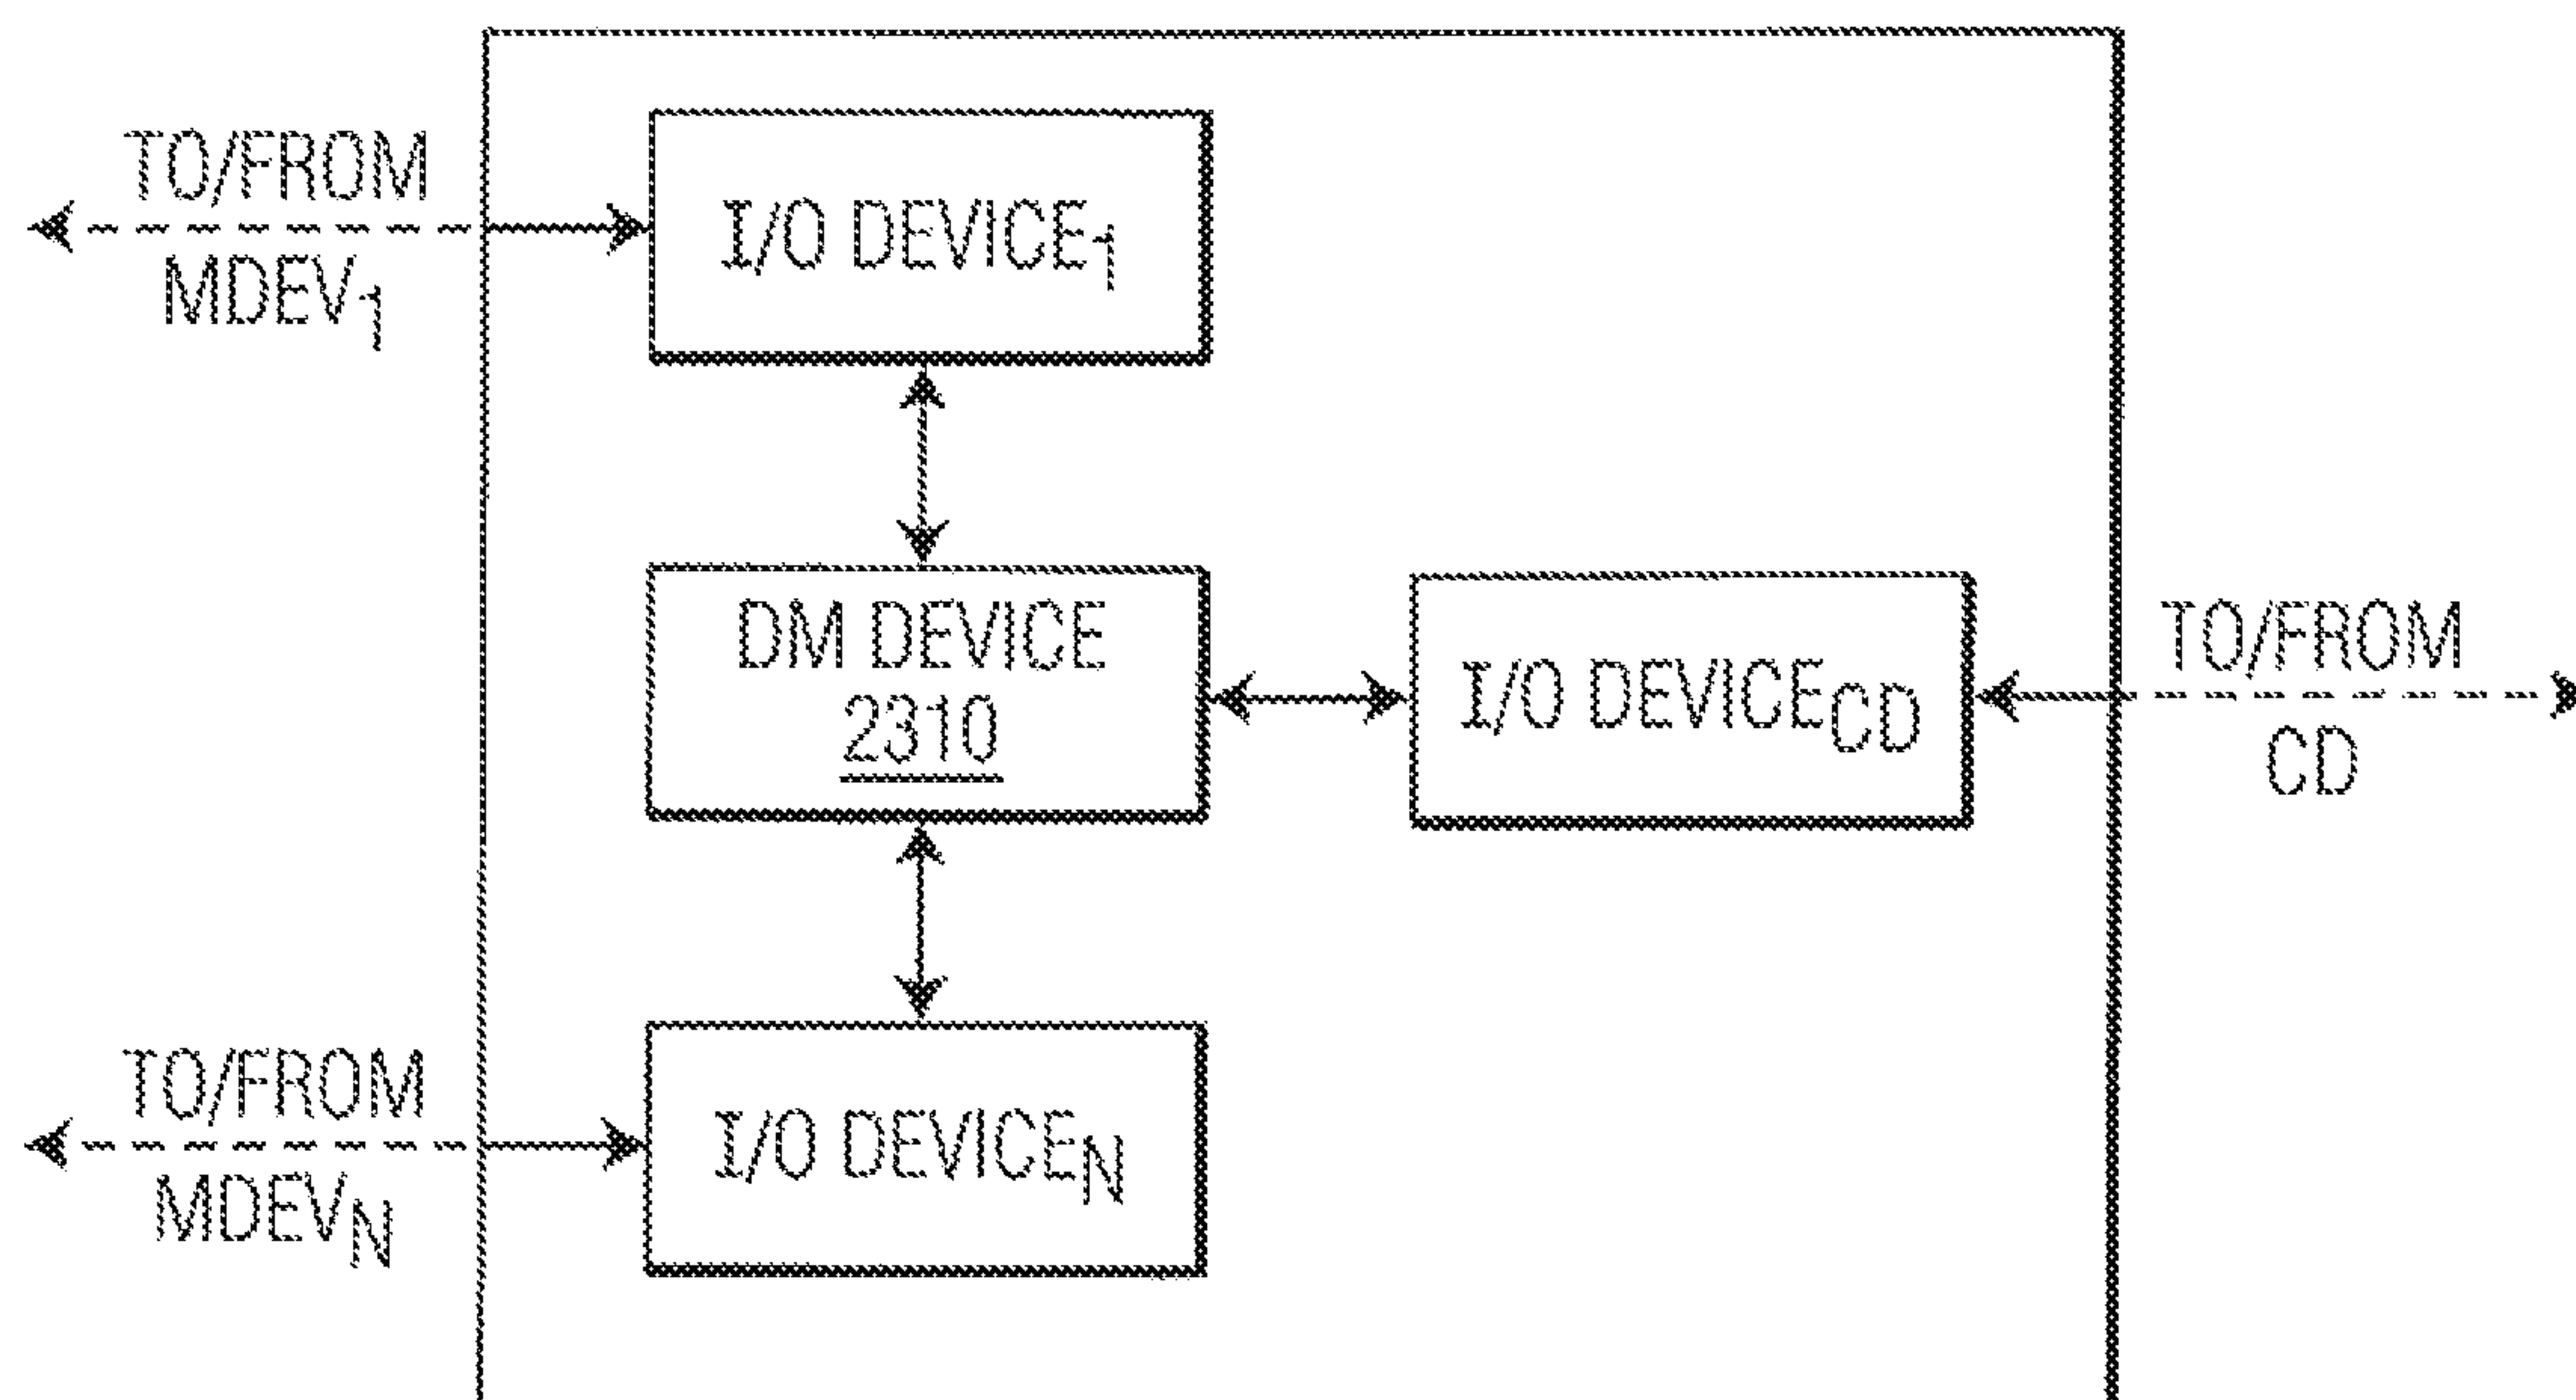 TO/FROM
MDEV1
I/O DEVICE1
DM DEVICE
2310
I/O DEVICECD
TO/FROM
CD
TO/FROM
MDEVN
I/O DEVICEN